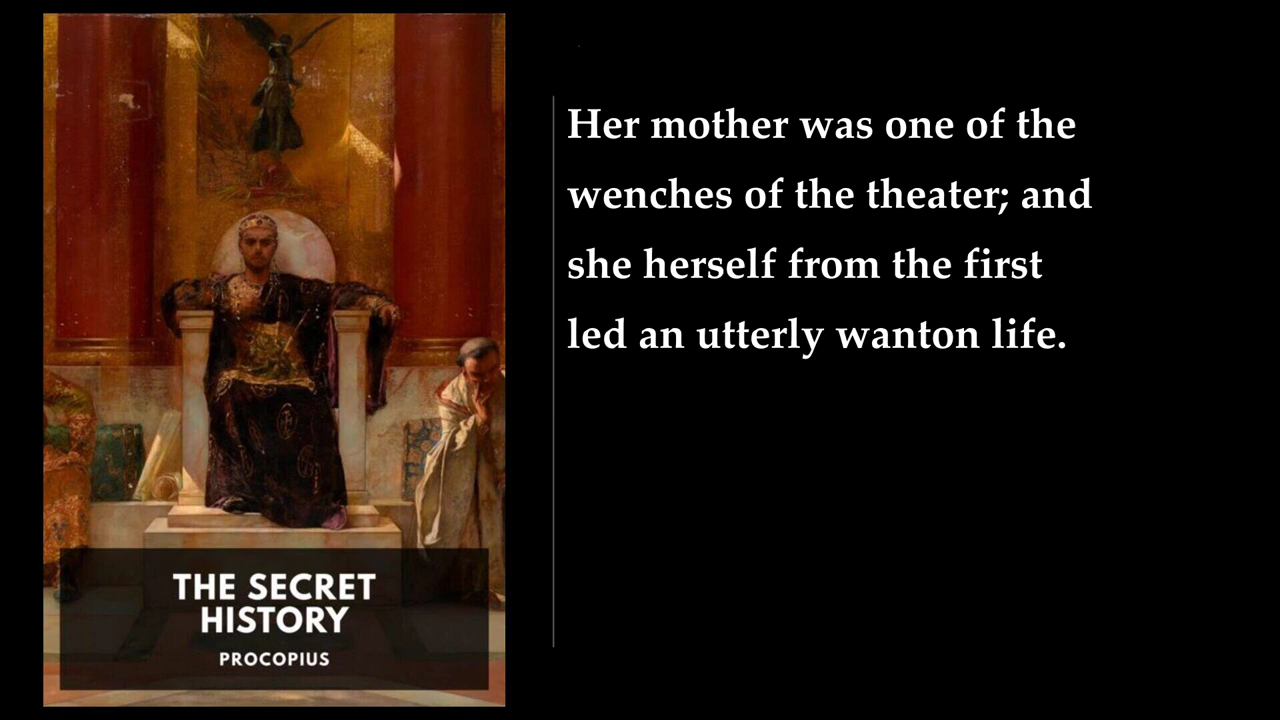 THE SECRET
HISTORY
PROCOPIUS
Her mother was one of the
wenches of the theater; and
she herself from the first
led an utterly wanton life.